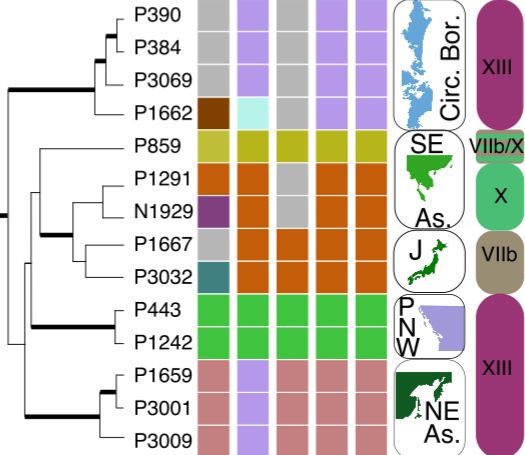 P390
P384
P3069
P1662
P859
P1291
N1929
P1667
P3032
P443
P1242
P1659
P3001
P3009
Circ. Bor.
SE
As.
J
P
N
W
NE
As.
XIII
VIIb/X
X
VIIb
XIII